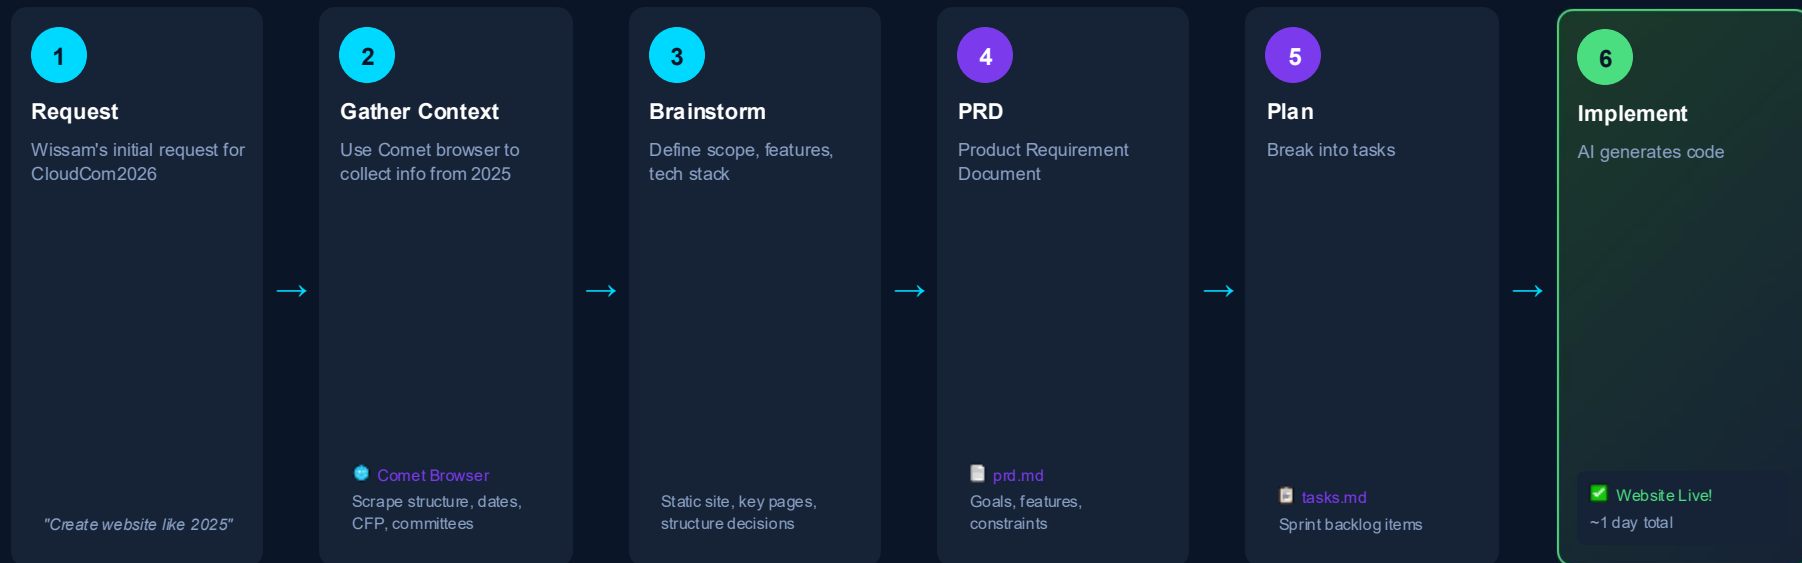 1
Request
Wissam's initial request for
CloudCom2026
"Create website like 2025"
→
2
Gather Context
Use Comet browser to
collect info from 2025
Comet Browser
Scrape structure, dates,
CFP, committees
→
3
Brainstorm
Define scope, features,
tech stack
Static site, key pages,
structure decisions
→
4
PRD
Product Requirement
Document
prd.md
Goals, features,
constraints
→
5
Plan
Break into tasks
tasks.md
Sprint backlog items
→
6
Implement
AI generates code
✅ Website Live!
~1 day total